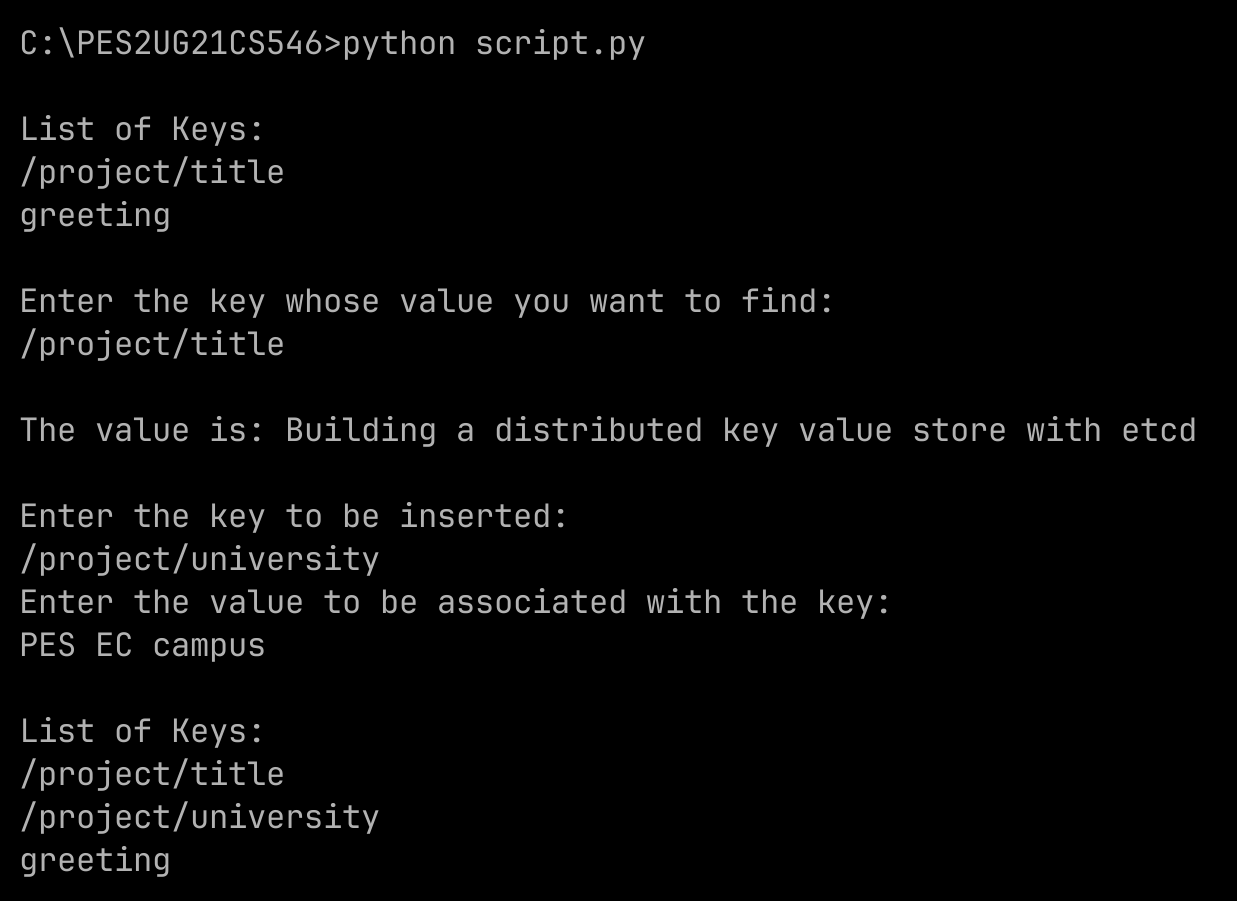 C:\PES2UG21CS546>python script.py
List of Keys:
/project/title
greeting
Enter the key whose value you want to find:
/project/title
The value is: Building a distributed key value store with etcd
Enter the key to be inserted:
/project/university
Enter the value to be associated with the key:
PES EC campus
List of Keys:
/project/title
/project/university
greeting